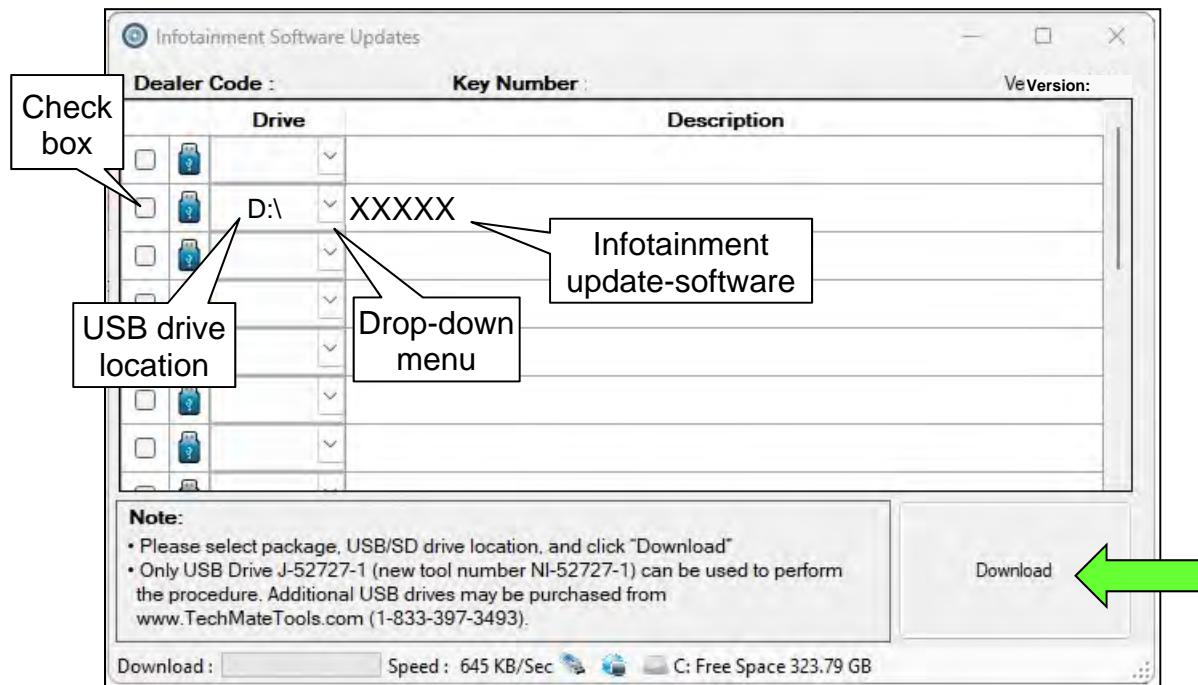 Infotainment Software Updates
Dealer Code :
Key Number :
Ve Version:
Check
box
Drive
Description
D:\
XXXXX
Infotainment
update-software
USB drive
location
Drop-down
menu
Note:
• Please select package, USB/SD drive location, and click "Download"
• Only USB Drive J-52727-1 (new tool number NI-52727-1) can be used to perform
the procedure. Additional USB drives may be purchased from
www.TechMateTools.com (1-833-397-3493).
Download
Download :
Speed : 645 KB/Sec
C: Free Space 323.79 GB